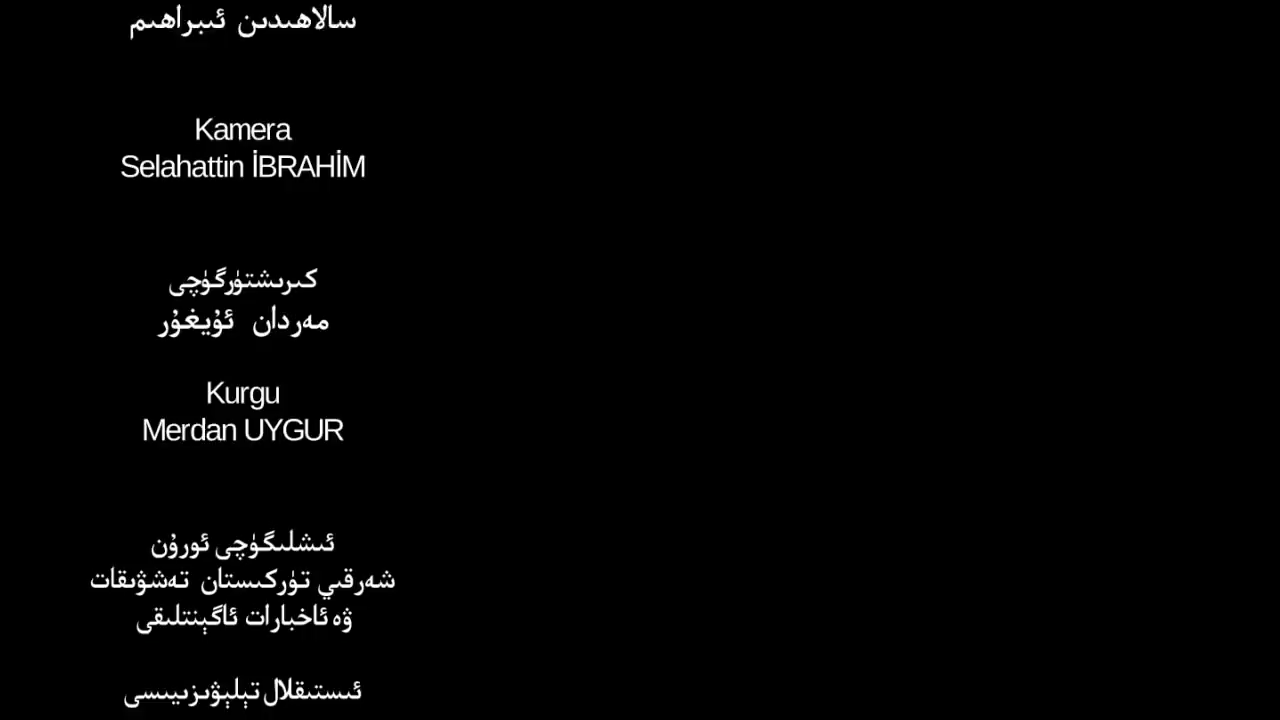 سالاھىدىن ئىبراھىم
Kamera
Selahattin İBRAHİM
كىرىشتۈرگۈچى
مەردان ئۇيغۇر
Kurgu
Merdan UYGUR
ئىشلىگۈچى ئورۇن
شەرقىي تۈركىستان تەشۋىقات
ۋە ئاخبارات ئاگېنتلىقى
ئىستىقلال تېلېۋىزىيىسى